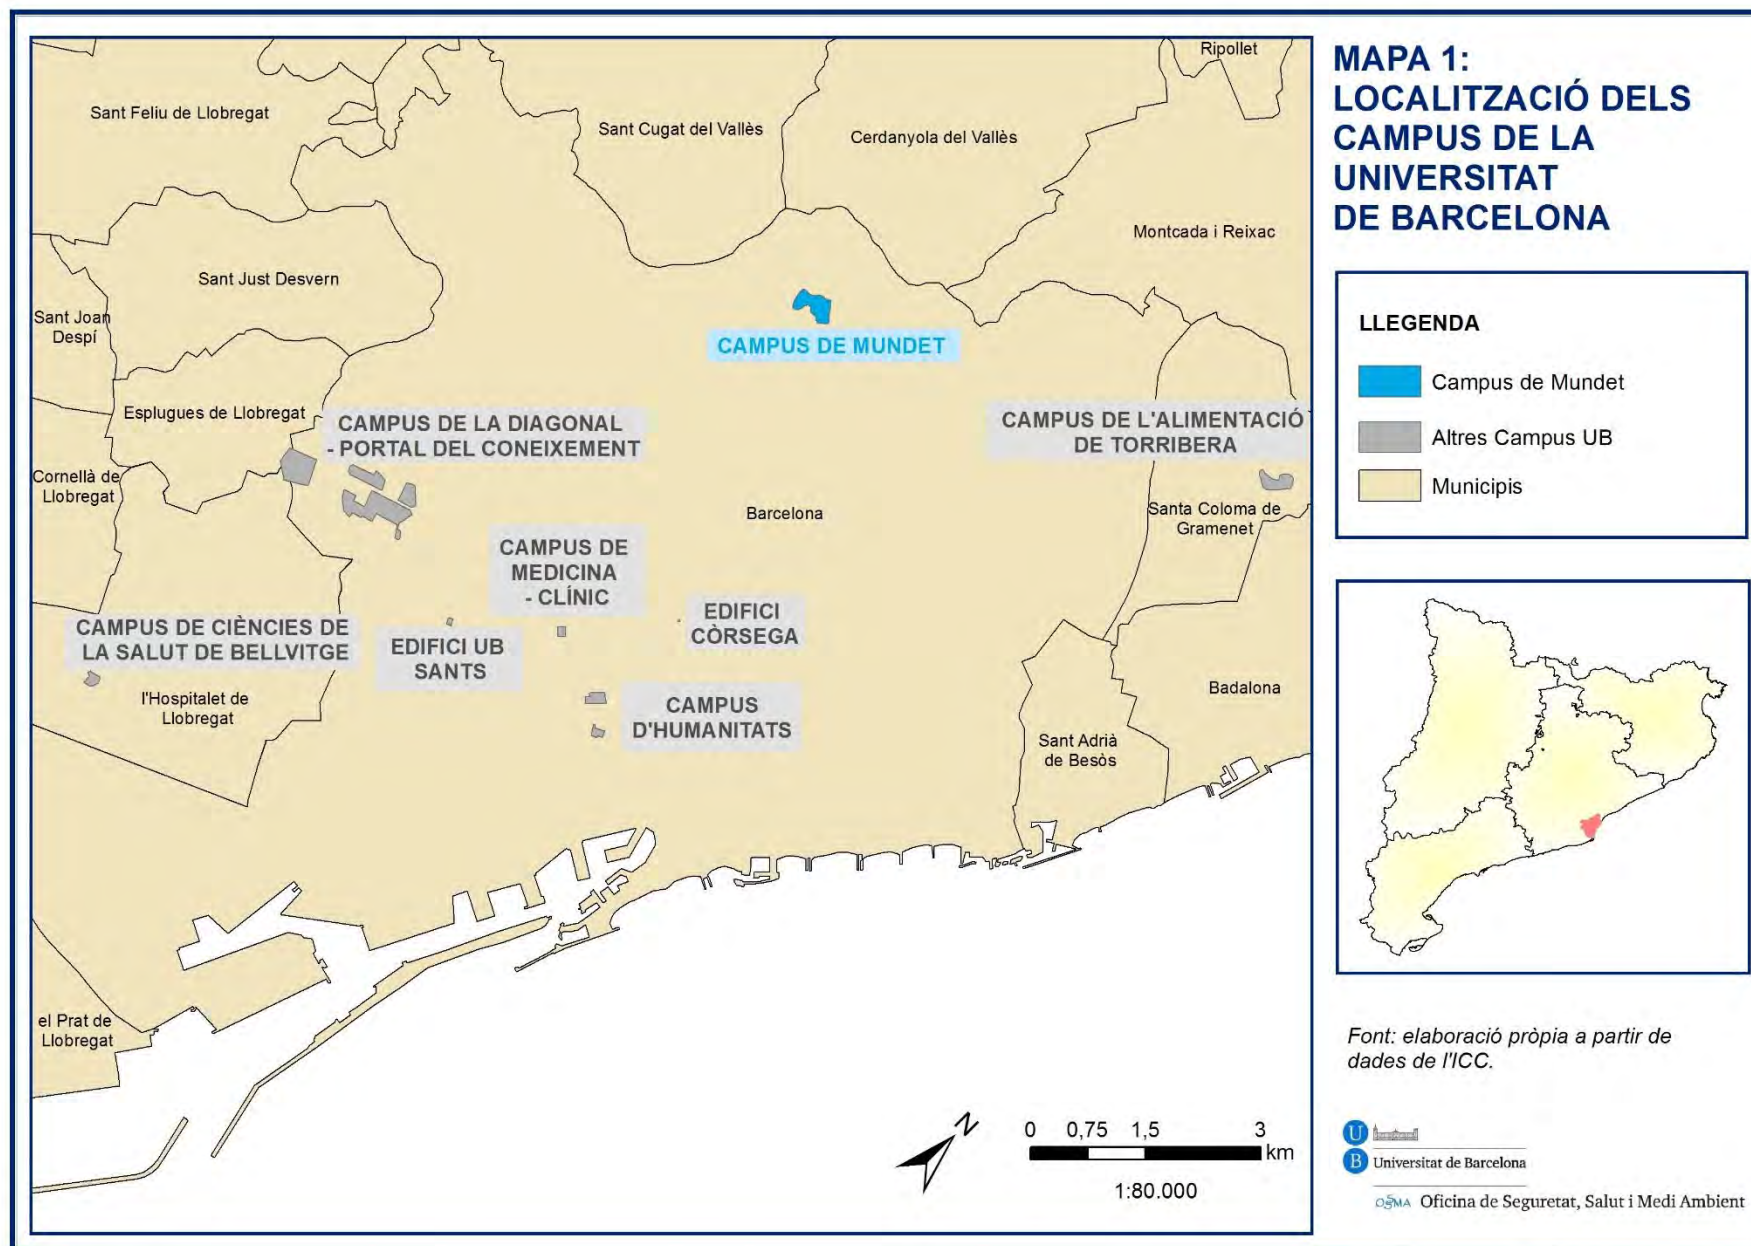 MAPA 1:
LOCALITZACIÓ DELS
CAMPUS DE LA
UNIVERSITAT
DE BARCELONA
Ripollet
Sant Feliu de Llobregat
Sant Cugat del Vallès
Cerdanyola del Vallès
Montcada i Reixac
Sant Just Desvern
Sant Joan
Despí
CAMPUS DE MUNDET
Esplugues de Llobregat
CAMPUS DE LA DIAGONAL
- PORTAL DEL CONEIXEMENT
CAMPUS DE L'ALIMENTACIÓ
DE TORRIBERA
Cornellà de
Llobregat
Barcelona
Santa Coloma de
Gramenet
CAMPUS DE
MEDICINA
- CLÍNIC
EDIFICI
CÒRSEGA
CAMPUS DE CIÈNCIES DE
LA SALUT DE BELLVITGE
EDIFICI UB
SANTS
l'Hospitalet de
Llobregat
CAMPUS
D'HUMANITATS
Badalona
Sant Adrià
de Besòs
el Prat de
Llobregat
N
0 0,75 1,5 3
km
1:80.000
LLEGENDA
Campus de Mundet
Altres Campus UB
Municipis
Font: elaboració pròpia a partir de
dades de l'ICC.
U
B Universitat de Barcelona
OSSMA Oficina de Seguretat, Salut i Medi Ambient